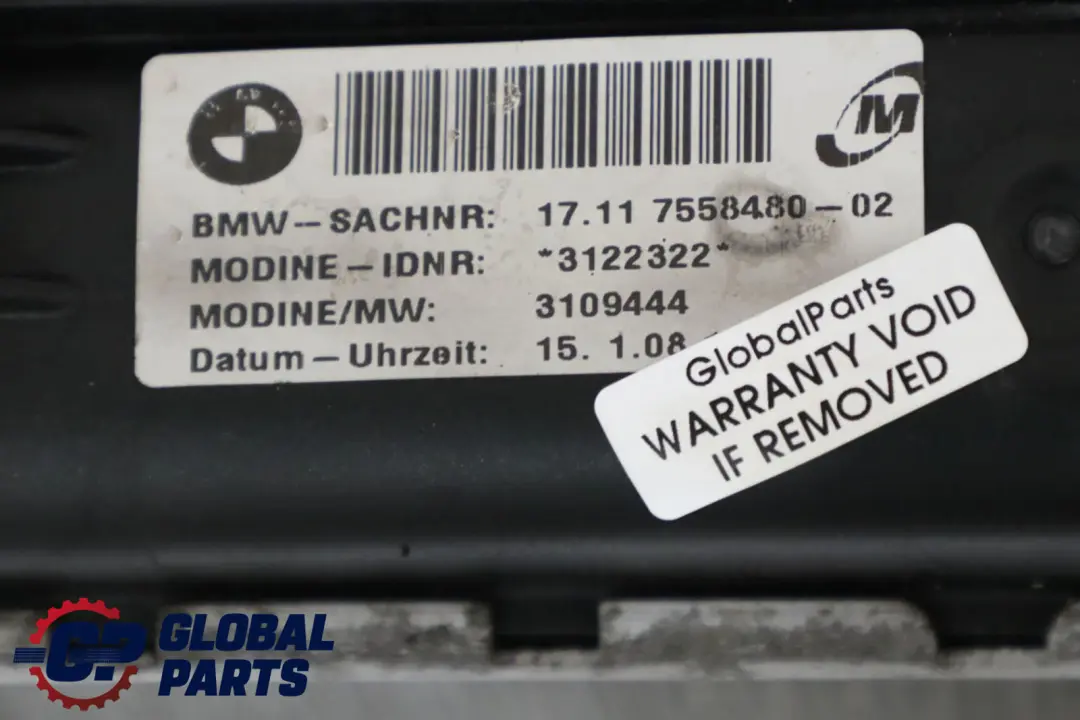 BMW-SACHNR: 17.11 7558480-02
MODINE-IDNR: *3122322*
MODINE/MW: 3109444
Datum-Uhrzeit: 15. 1.08
M
GlobalParts
WARRANTY VOID
IF REMOVED
GP GLOBAL
PARTS